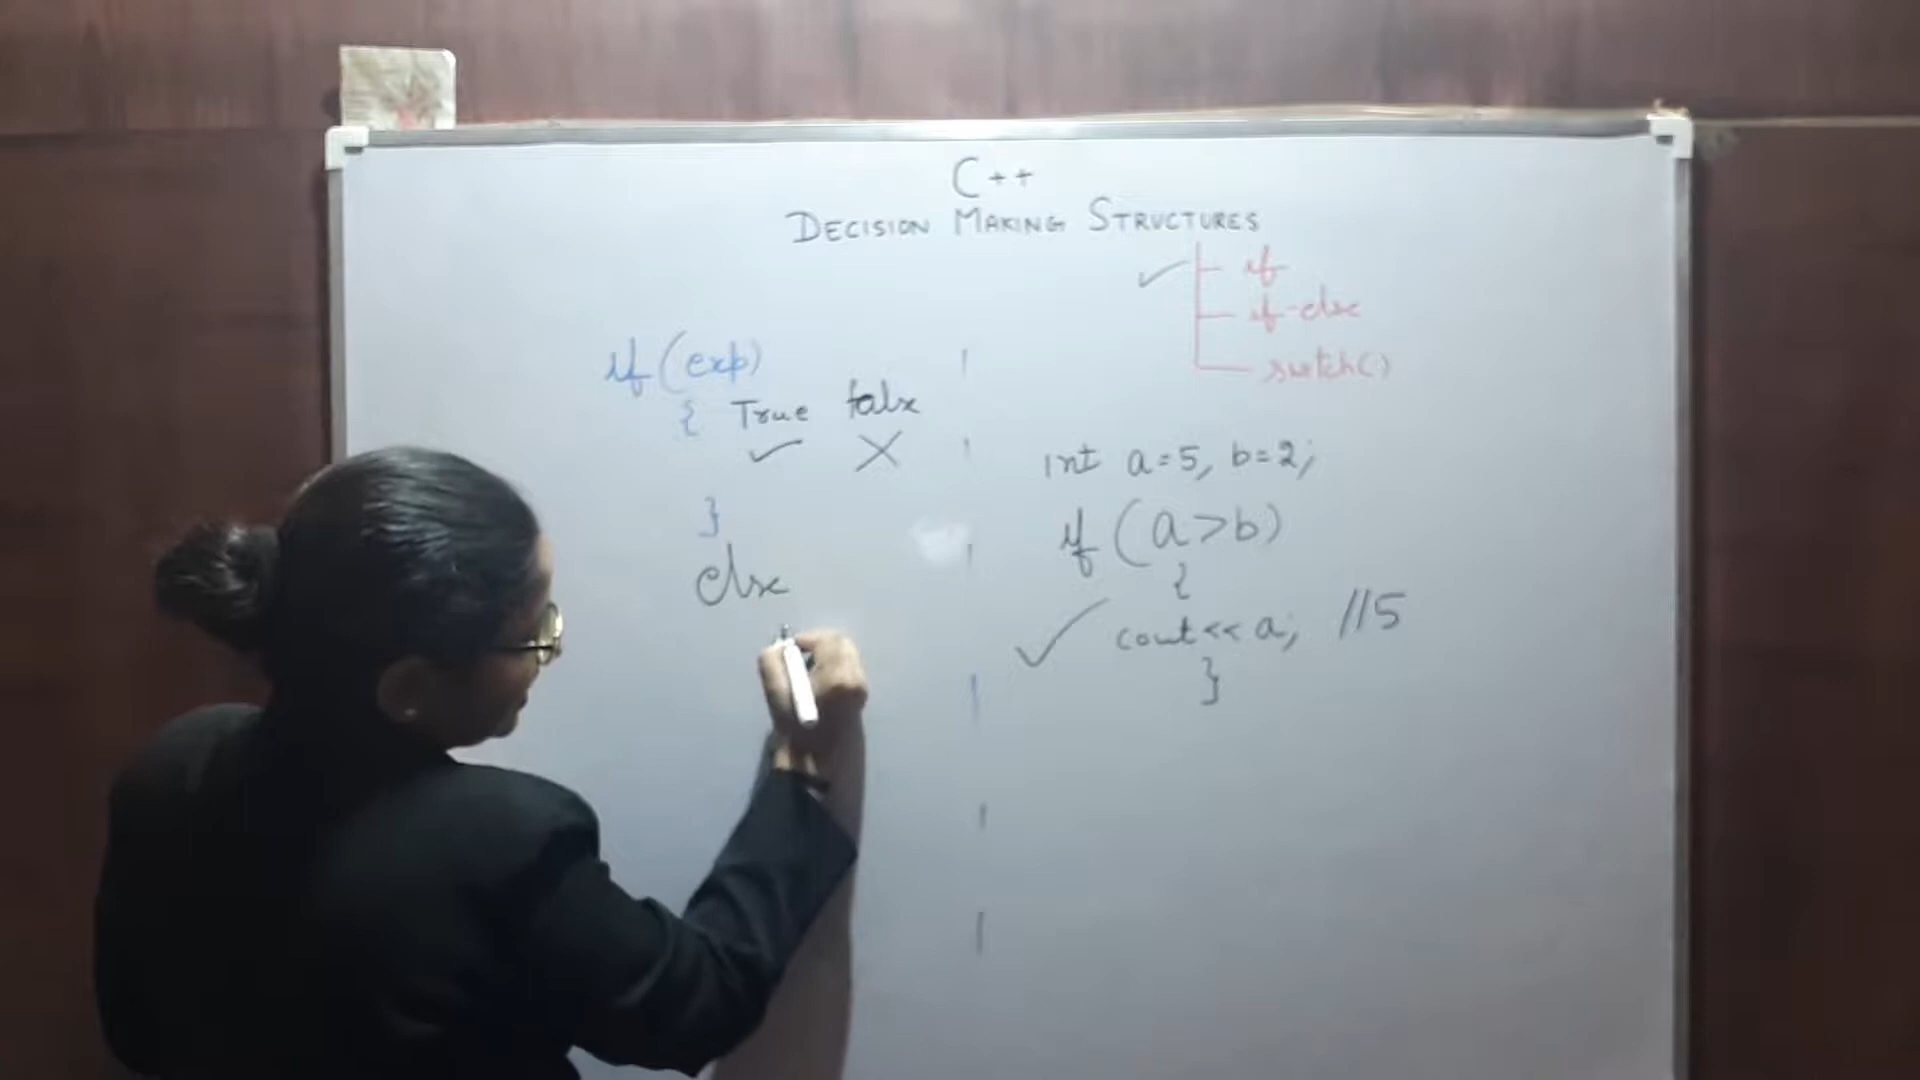 C++
DECISION MAKING STRUCTURES
if
if-else
switch()
if (exp)
{ True false
}
else
int a=5, b=2;
if (a>b)
{
cout<<a; //5
}